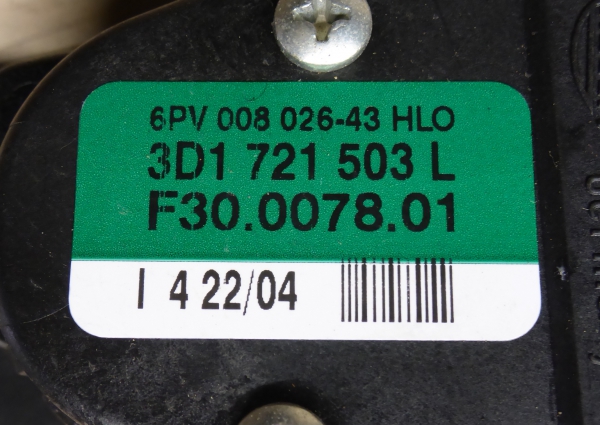 6PV 008 026-43 HLO
3D1 721 503 L
F30.0078.01
I 4 22/04